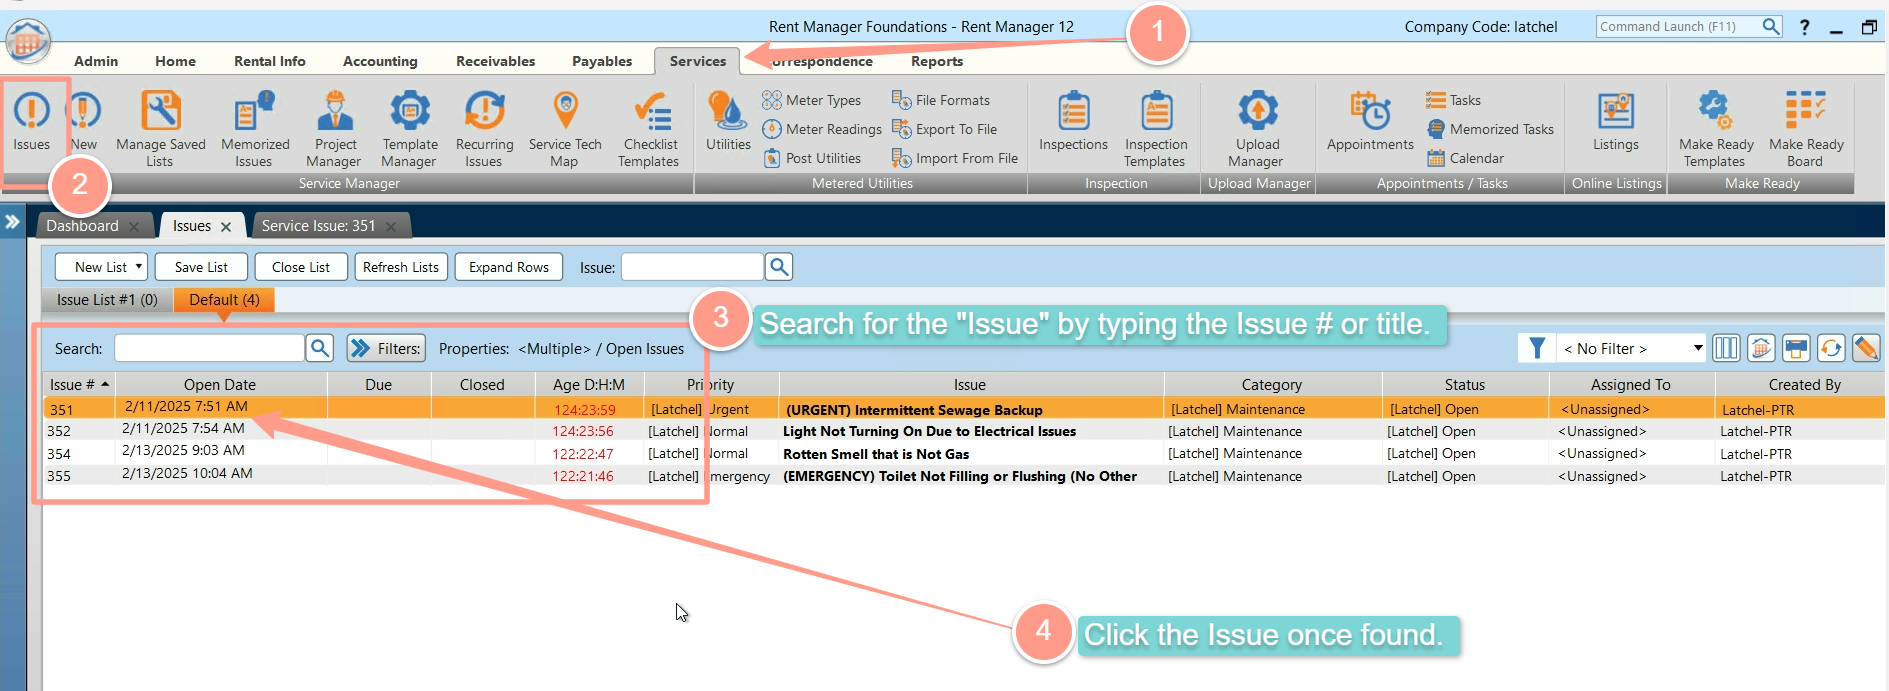 Rent Manager Foundations - Rent Manager 12
Company Code: latchel
Command Launch (F11)
?
1
Admin Home Rental Info Accounting Receivables Payables Services orrespondence Reports
Issues
New
Manage Saved
Lists
Memorized
Issues
Project
Manager
Template
Manager
Recurring
Issues
Service Tech
Map
Checklist
Templates
Service Manager
Utilities
Meter Types
Meter Readings
Post Utilities
File Formats
Export To File
Import From File
Metered Utilities
Inspections
Inspection
Templates
Inspection
Upload
Manager
Upload Manager
Appointments
Tasks
Memorized Tasks
Calendar
Appointments / Tasks
Listings
Online Listings
Make Ready
Templates
Make Ready
Board
Make Ready
2
Dashboard Issues Service Issue: 351
New List Save List Close List Refresh Lists Expand Rows Issue:
Issue List #1 (0) Default (4)
3
Search for the "Issue" by typing the Issue # or title.
Search: Filters: Properties: <Multiple> / Open Issues
< No Filter >
Issue # Open Date Due Closed Age D:H:M Priority Issue Category Status Assigned To Created By
351 2/11/2025 7:51 AM 124:23:59 [Latchel] Urgent (URGENT) Intermittent Sewage Backup [Latchel] Maintenance [Latchel] Open <Unassigned> Latchel-PTR
352 2/11/2025 7:54 AM 124:23:56 [Latchel] Normal Light Not Turning On Due to Electrical Issues [Latchel] Maintenance [Latchel] Open <Unassigned> Latchel-PTR
354 2/13/2025 9:03 AM 122:22:47 [Latchel] Normal Rotten Smell that is Not Gas [Latchel] Maintenance [Latchel] Open <Unassigned> Latchel-PTR
355 2/13/2025 10:04 AM 122:21:46 [Latchel] Emergency (EMERGENCY) Toilet Not Filling or Flushing (No Other [Latchel] Maintenance [Latchel] Open <Unassigned> Latchel-PTR
4
Click the Issue once found.